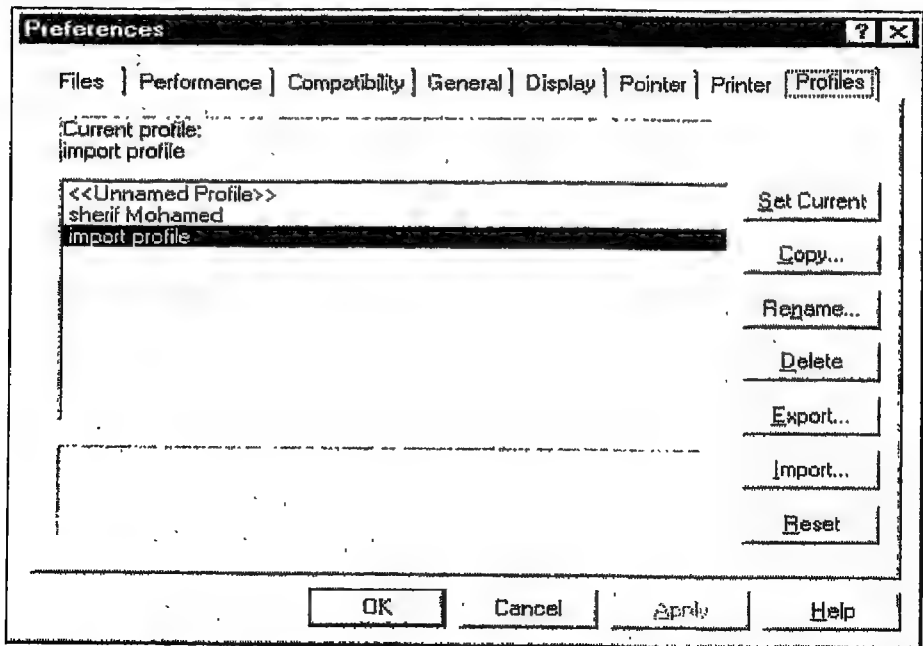 Preferences ? X
Files Performance Compatibility General Display Pointer Printer Profiles
Current profile:
import profile
<<Unnamed Profile>>
sherif Mohamed
import profile
Set Current
Copy...
Rename...
Delete
Export...
Import...
Reset
OK Cancel Apply Help